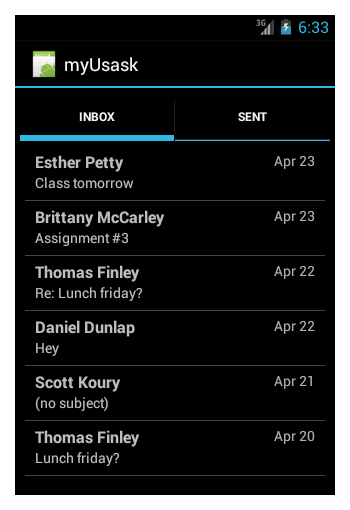 3G 6:33
myUsask
INBOX SENT
Esther Petty Apr 23
Class tomorrow
Brittany McCarley Apr 23
Assignment #3
Thomas Finley Apr 22
Re: Lunch friday?
Daniel Dunlap Apr 22
Hey
Scott Koury Apr 21
(no subject)
Thomas Finley Apr 20
Lunch friday?